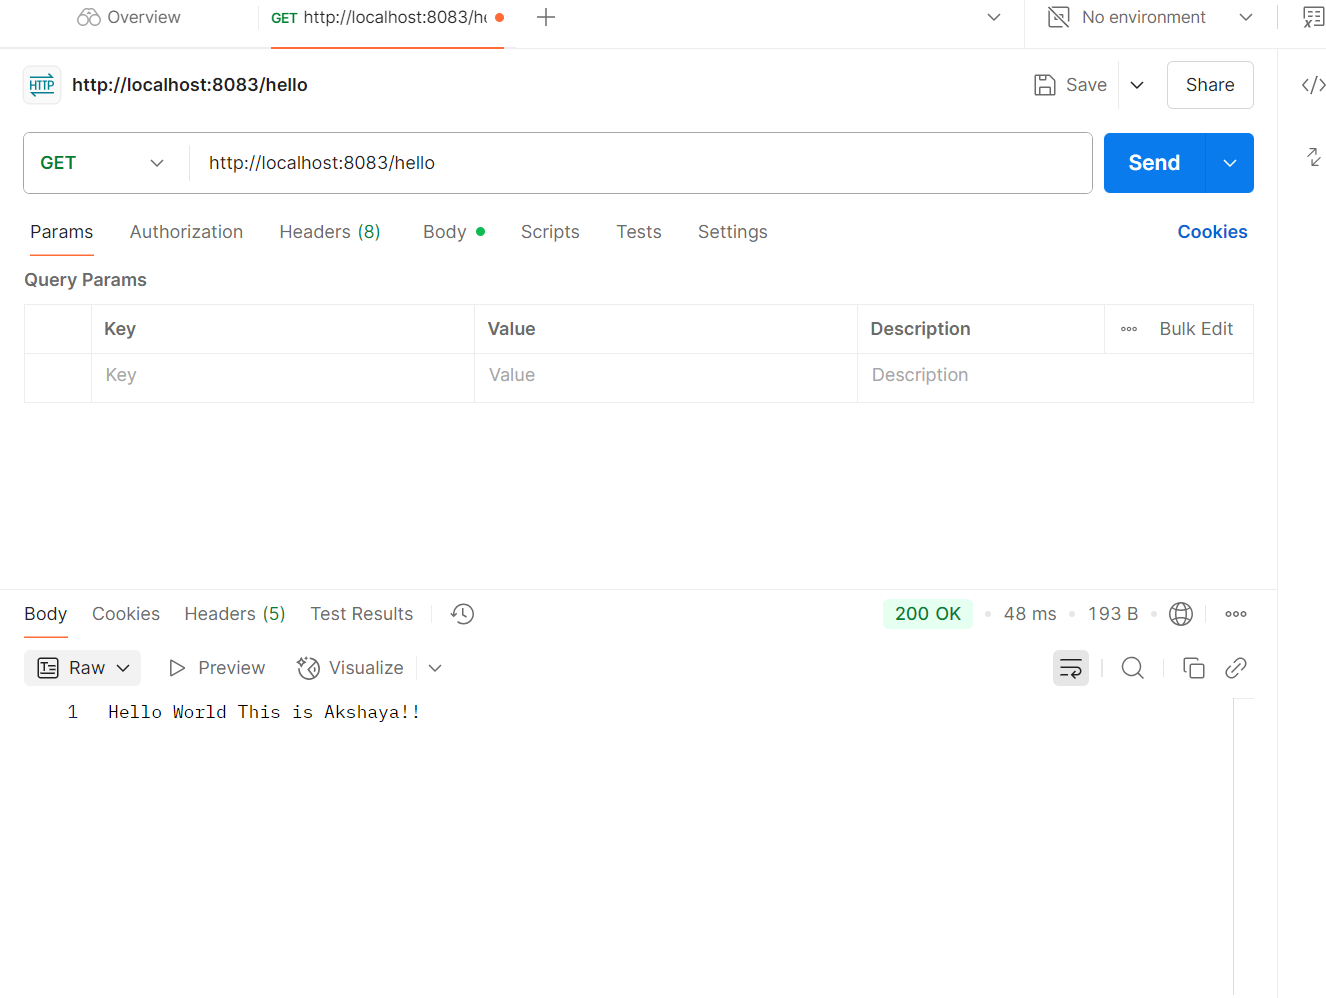 Overview
GET http://localhost:8083/he
No environment
HTTP http://localhost:8083/hello
Save
Share
GET http://localhost:8083/hello
Send
Params Authorization Headers (8) Body Scripts Tests Settings Cookies
Query Params
Key Value Description Bulk Edit
Key Value Description
Body Cookies Headers (5) Test Results 200 OK 48 ms 193 B
Raw Preview Visualize
1 Hello World This is Akshaya!!